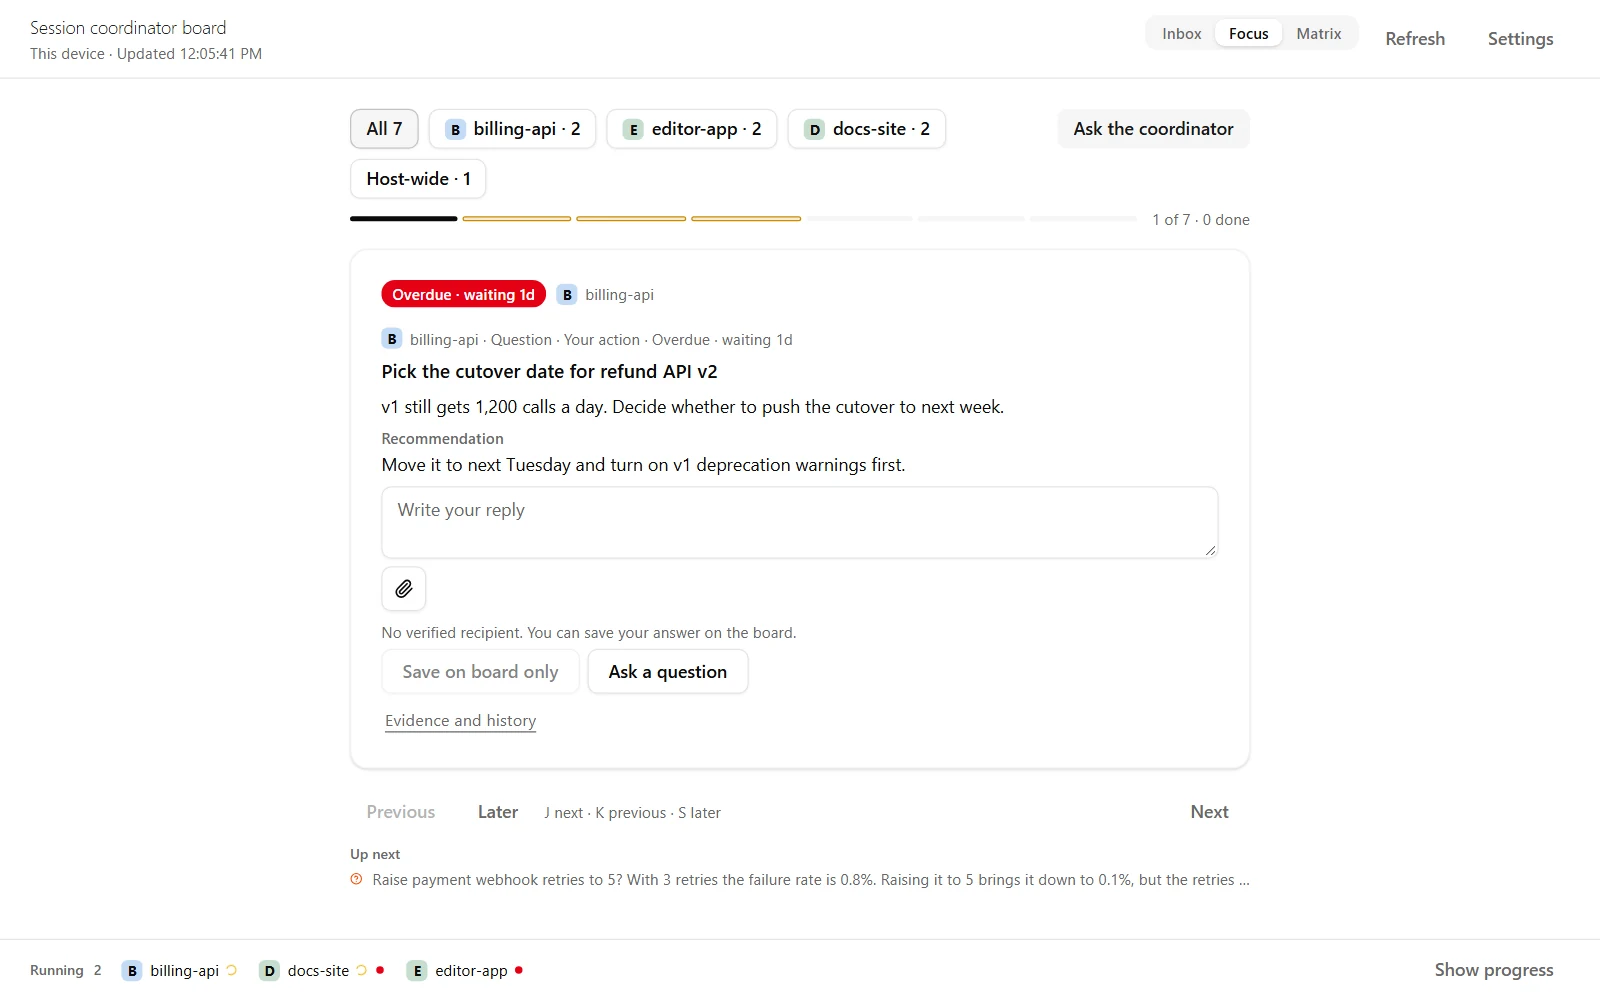 Session coordinator board
This device · Updated 12:05:41 PM
Inbox Focus Matrix
Refresh
Settings
All 7
B billing-api · 2
E editor-app · 2
D docs-site · 2
Ask the coordinator
Host-wide · 1
1 of 7 · 0 done
Overdue · waiting 1d B billing-api
B billing-api · Question · Your action · Overdue · waiting 1d
Pick the cutover date for refund API v2
v1 still gets 1,200 calls a day. Decide whether to push the cutover to next week.
Recommendation
Move it to next Tuesday and turn on v1 deprecation warnings first.
Write your reply
No verified recipient. You can save your answer on the board.
Save on board only Ask a question
Evidence and history
Previous Later J next · K previous · S later Next
Up next
Raise payment webhook retries to 5? With 3 retries the failure rate is 0.8%. Raising it to 5 brings it down to 0.1%, but the retries ...
Running 2 B billing-api D docs-site E editor-app Show progress